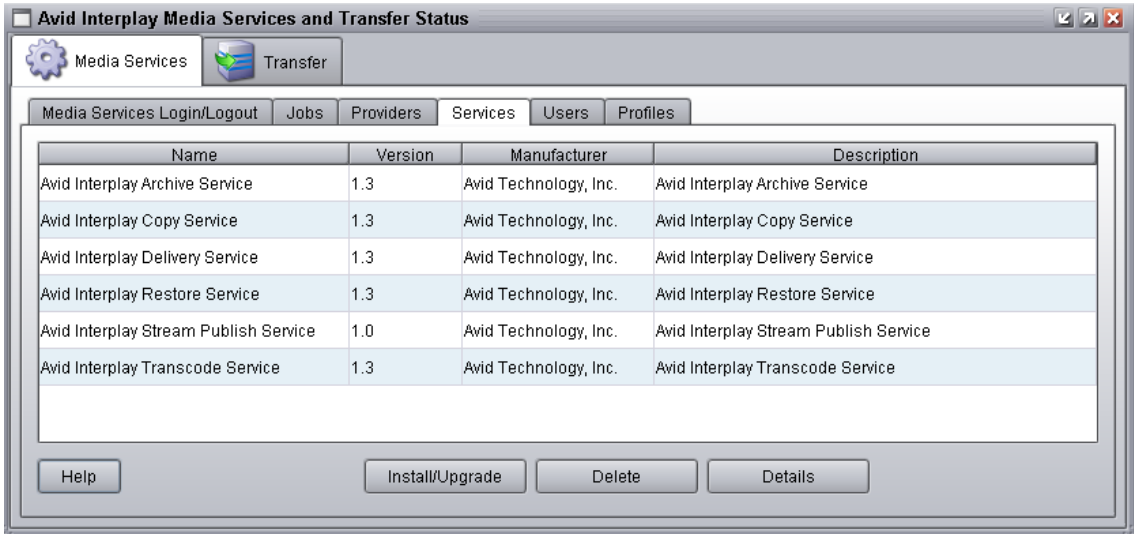 Avid Interplay Media Services and Transfer Status
Media Services Transfer
Media Services Login/Logout Jobs Providers Services Users Profiles
Name Version Manufacturer Description
Avid Interplay Archive Service 1.3 Avid Technology, Inc. Avid Interplay Archive Service
Avid Interplay Copy Service 1.3 Avid Technology, Inc. Avid Interplay Copy Service
Avid Interplay Delivery Service 1.3 Avid Technology, Inc. Avid Interplay Delivery Service
Avid Interplay Restore Service 1.3 Avid Technology, Inc. Avid Interplay Restore Service
Avid Interplay Stream Publish Service 1.0 Avid Technology, Inc. Avid Interplay Stream Publish Service
Avid Interplay Transcode Service 1.3 Avid Technology, Inc. Avid Interplay Transcode Service
Help Install/Upgrade Delete Details